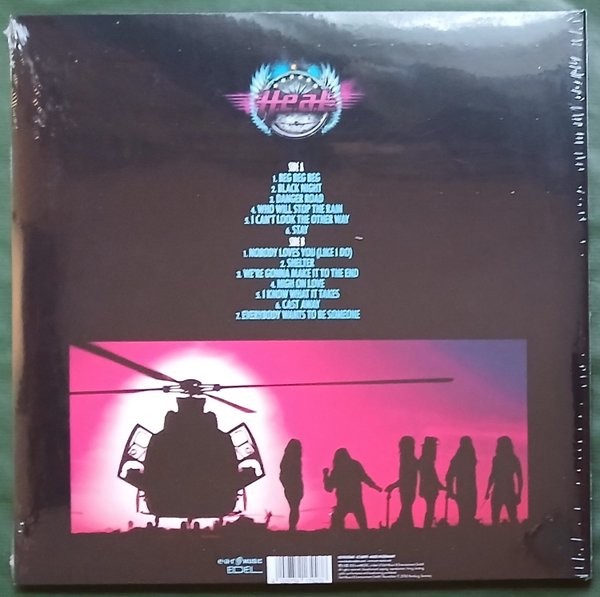 Heat
SIDE A
1. BEG BEG BEG
2. BLACK NIGHT
3. DANGER ROAD
4. WHO WILL STOP THE RAIN
5. I CAN'T LOOK THE OTHER WAY
6. STAY
SIDE B
1. NOBODY LOVES YOU (LIKE I DO)
2. SHELTER
3. WE'RE GONNA MAKE IT TO THE END
4. HIGH ON LOVE
5. I KNOW WHAT IT TAKES
6. CAST AWAY
7. EVERYBODY WANTS TO BE SOMEONE
ear MUSIC
EDEL